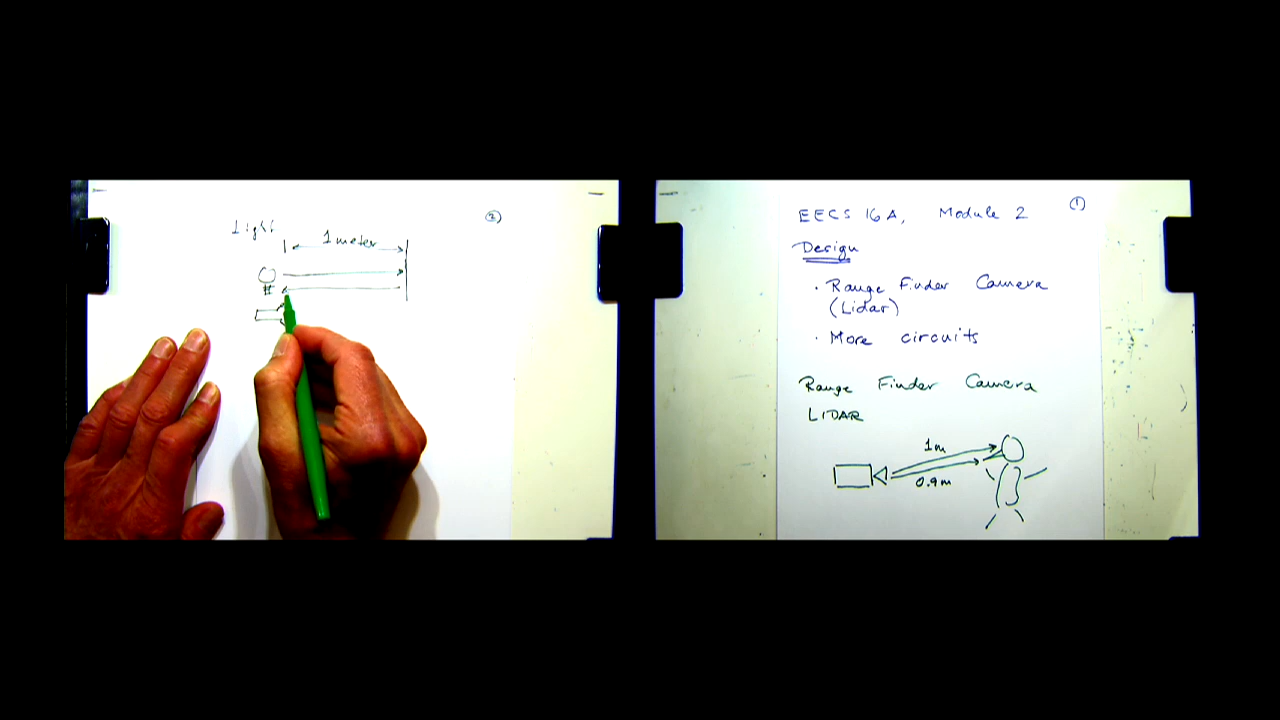 ②
Light
1 meter
①
EECS 16A, Module 2
Design
· Range Finder Camera
(Lidar)
· More circuits
Range Finder Camera
LIDAR
1m
0.9m